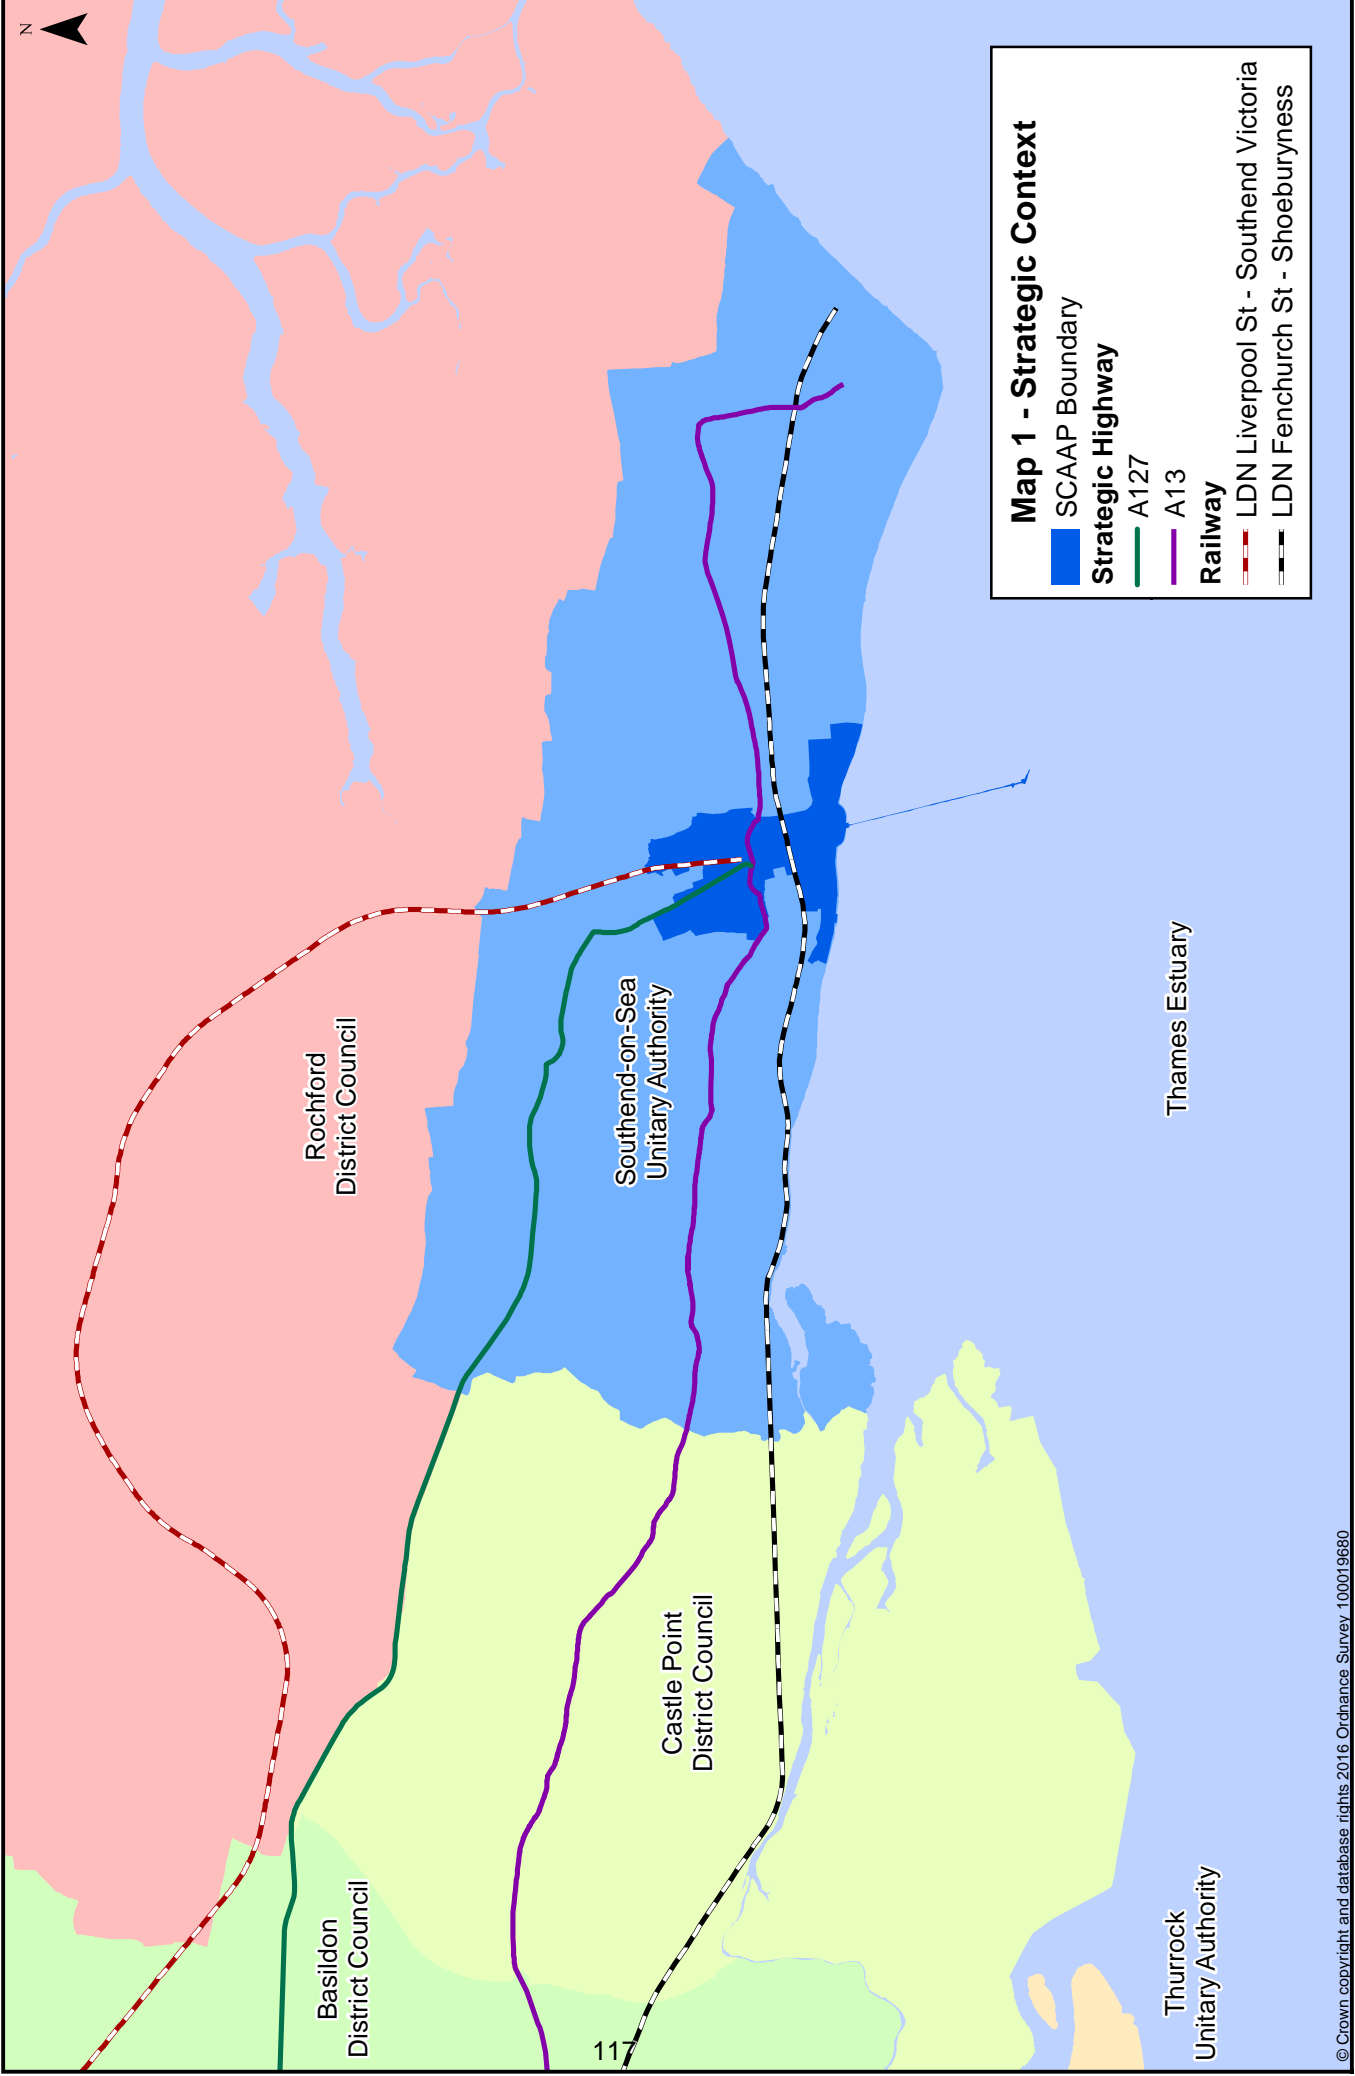 N
Rochford
District Council
Southend-on-Sea
Unitary Authority
Castle Point
District Council
Basildon
District Council
Thames Estuary
Thurrock
Unitary Authority
Map 1 - Strategic Context
SCAAP Boundary
Strategic Highway
A127
A13
Railway
LDN Liverpool St - Southend Victoria
LDN Fenchurch St - Shoeburyness
117
© Crown copyright and database rights 2016 Ordnance Survey 100019680